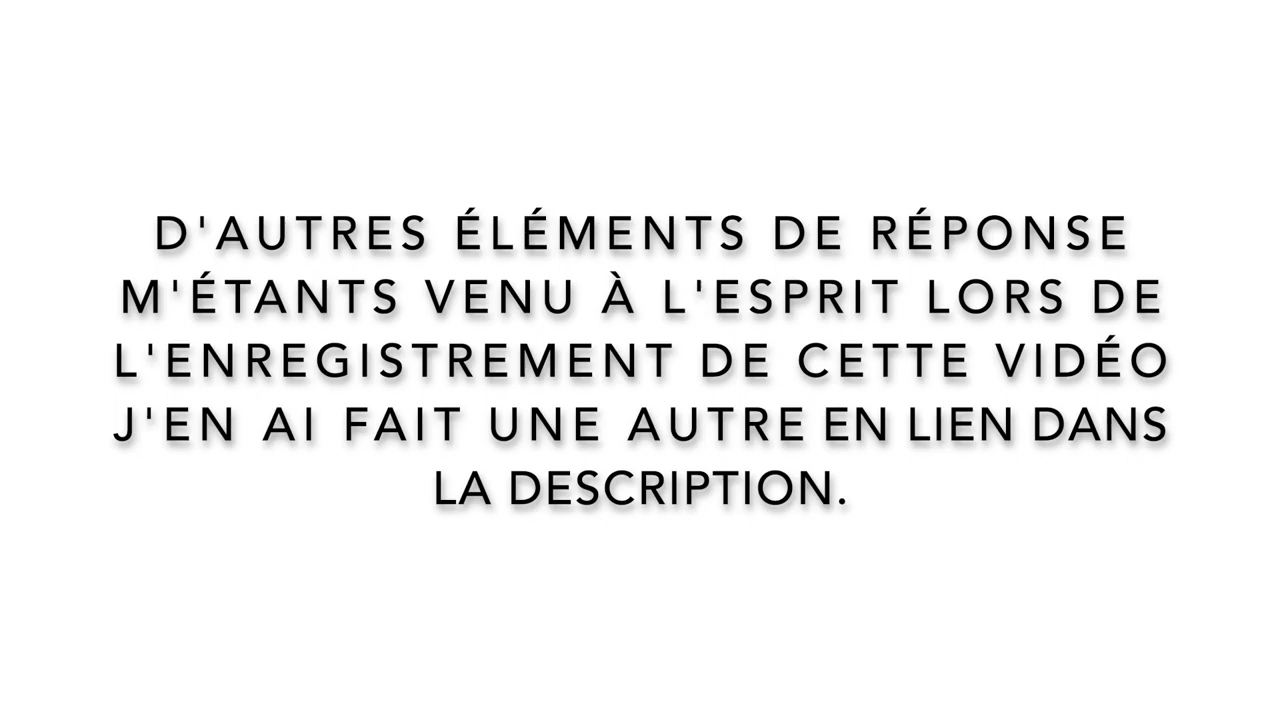 D'AUTRES ÉLÉMENTS DE RÉPONSE
M'ÉTANTS VENU À L'ESPRIT LORS DE
L'ENREGISTREMENT DE CETTE VIDÉO
J'EN AI FAIT UNE AUTRE EN LIEN DANS
LA DESCRIPTION.